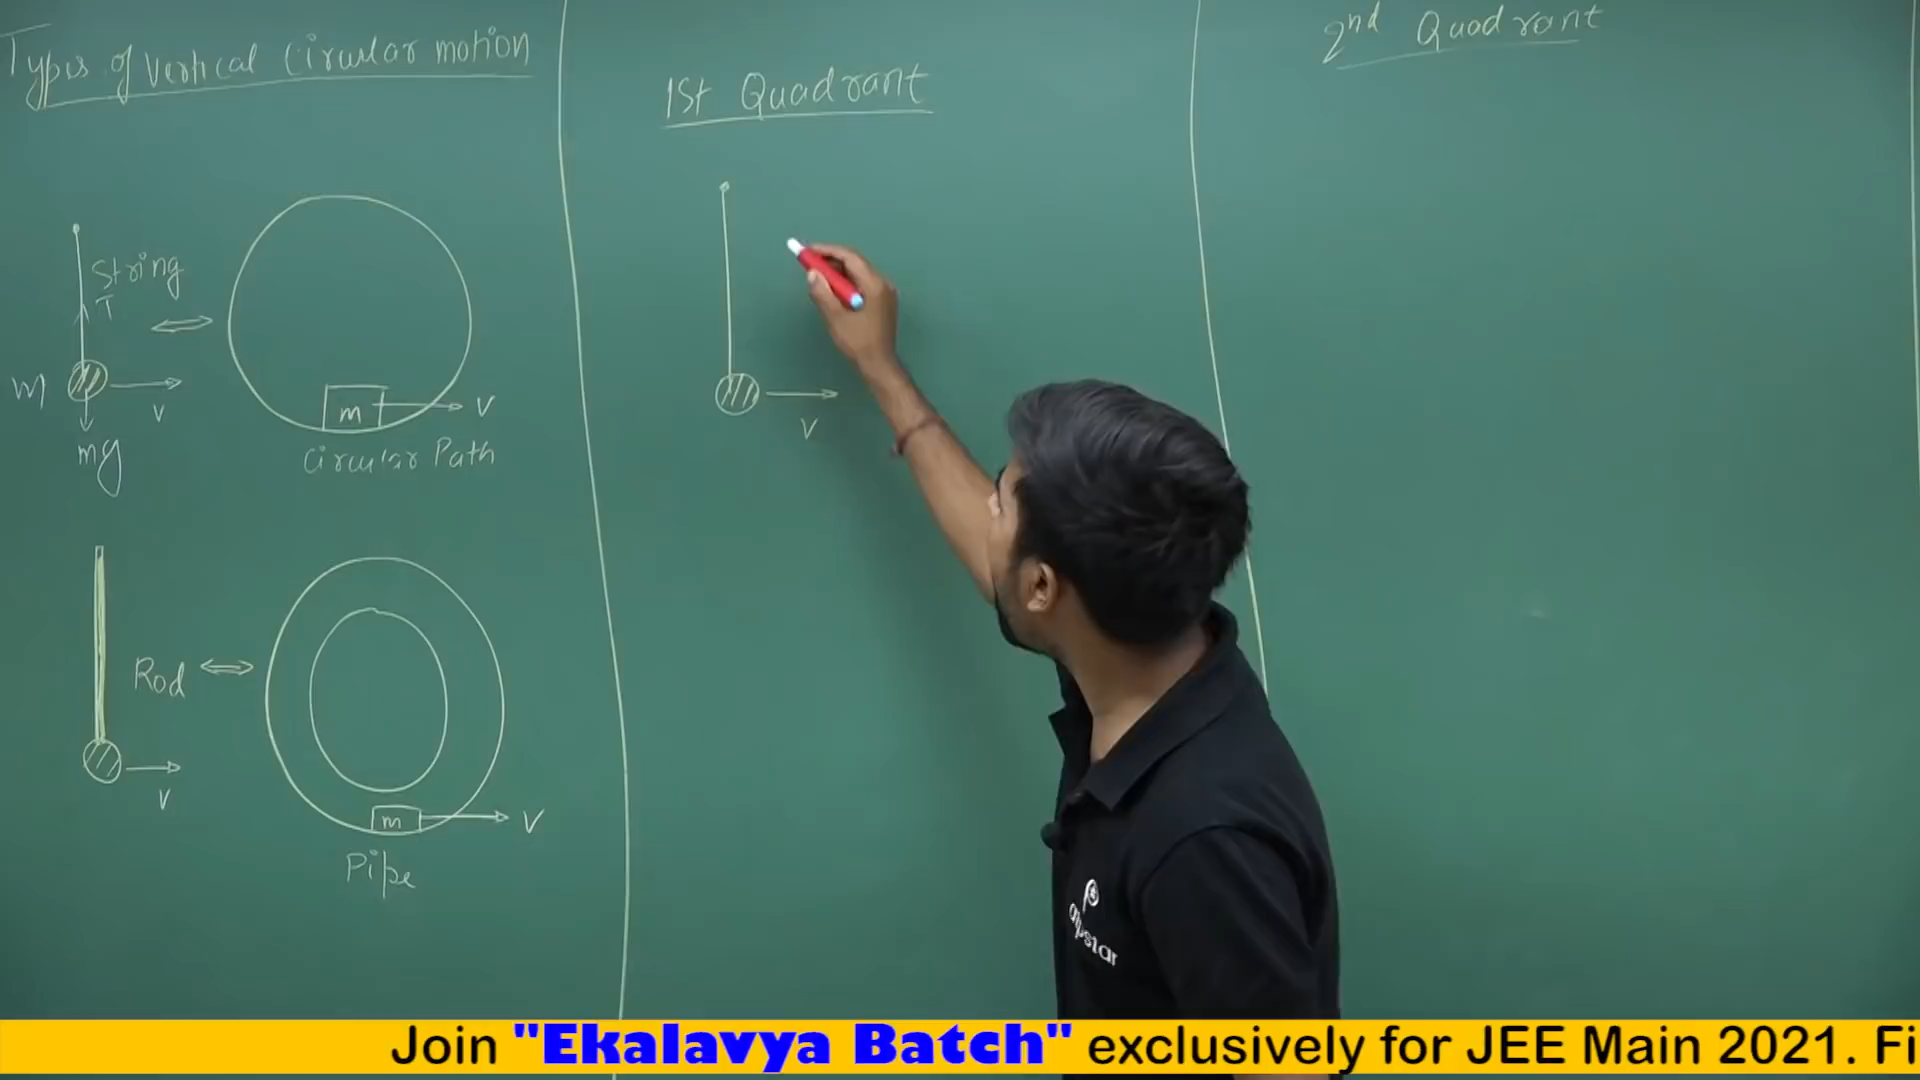 Types of Vertical Circular motion
String
T
M
V
mg
m
V
Circular Path
Rod
V
m
V
Pipe
1st Quadrant
V
2nd Quadrant
apstar
Join "Ekalavya Batch" exclusively for JEE Main 2021. Fi